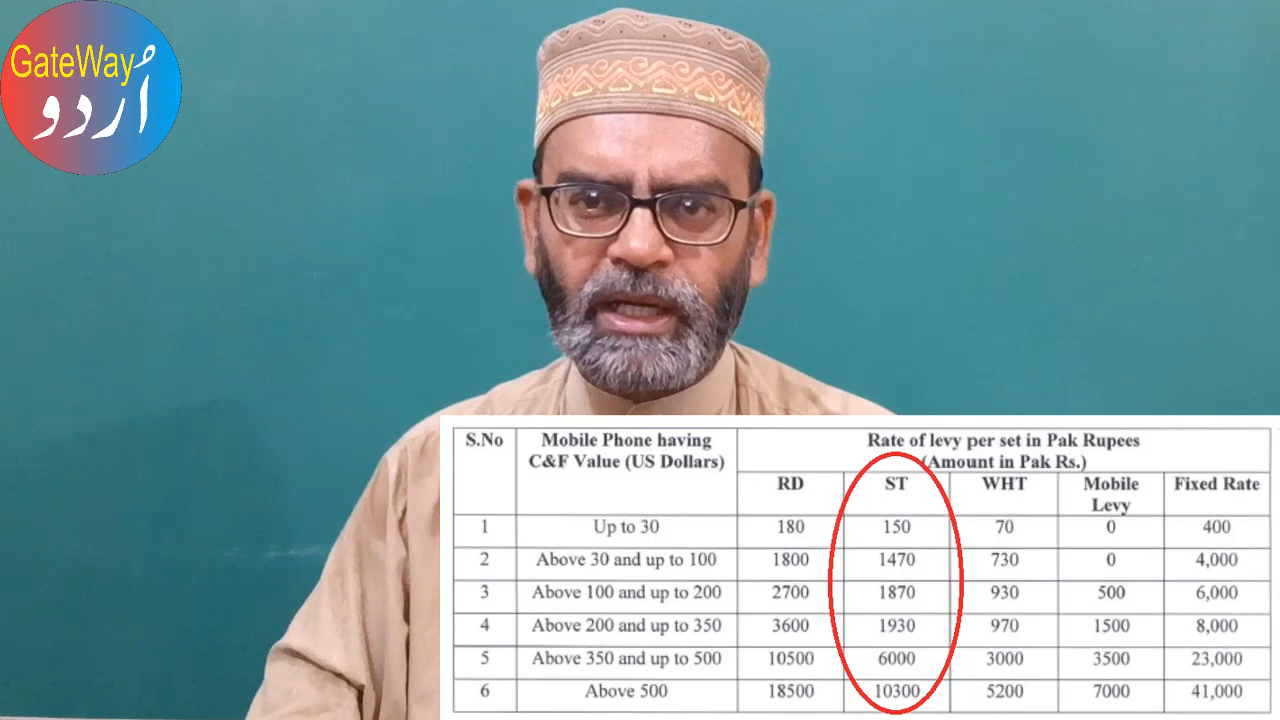 GateWay
اُردو
S.No Mobile Phone having C&F Value (US Dollars) Rate of levy per set in Pak Rupees (Amount in Pak Rs.)
RD ST WHT Mobile Levy Fixed Rate
1 Up to 30 180 150 70 0 400
2 Above 30 and up to 100 1800 1470 730 0 4,000
3 Above 100 and up to 200 2700 1870 930 500 6,000
4 Above 200 and up to 350 3600 1930 970 1500 8,000
5 Above 350 and up to 500 10500 6000 3000 3500 23,000
6 Above 500 18500 10300 5200 7000 41,000